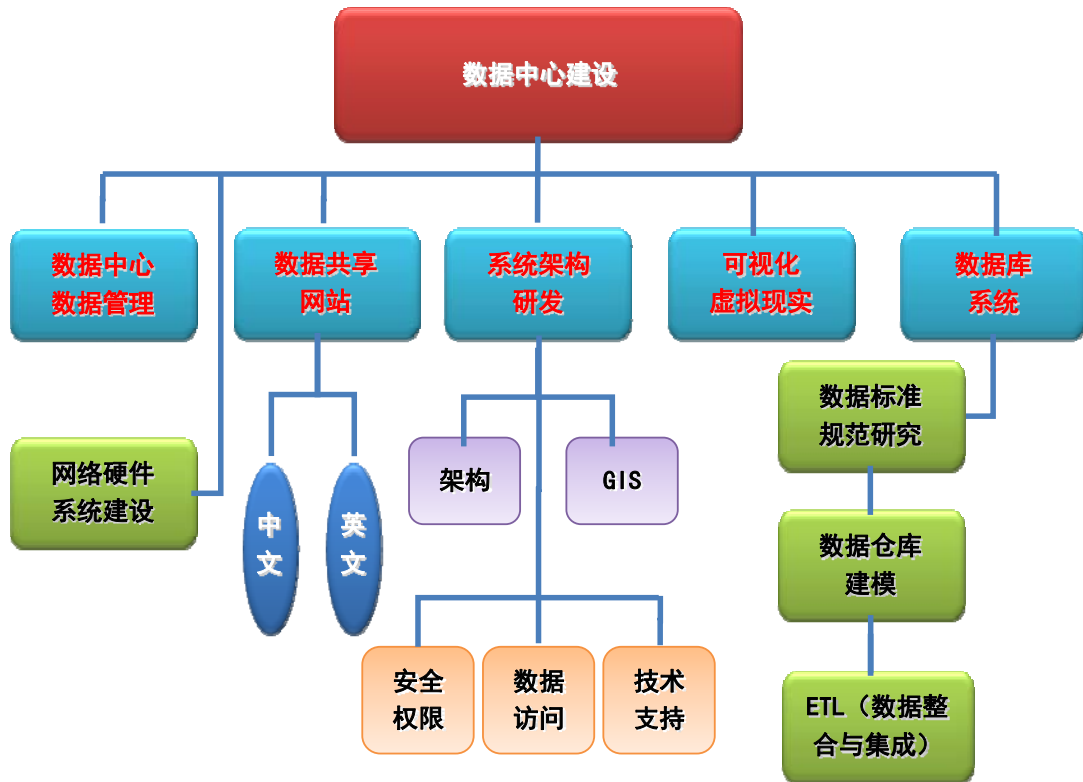 数据中心建设
数据中心
数据管理
数据共享
网站
系统架构
研发
可视化
虚拟现实
数据库
系统
数据标准
规范研究
网络硬件
系统建设
架构
GIS
中
文
英
文
数据仓库
建模
安全
权限
数据
访问
技术
支持
ETL（数据整
合与集成）